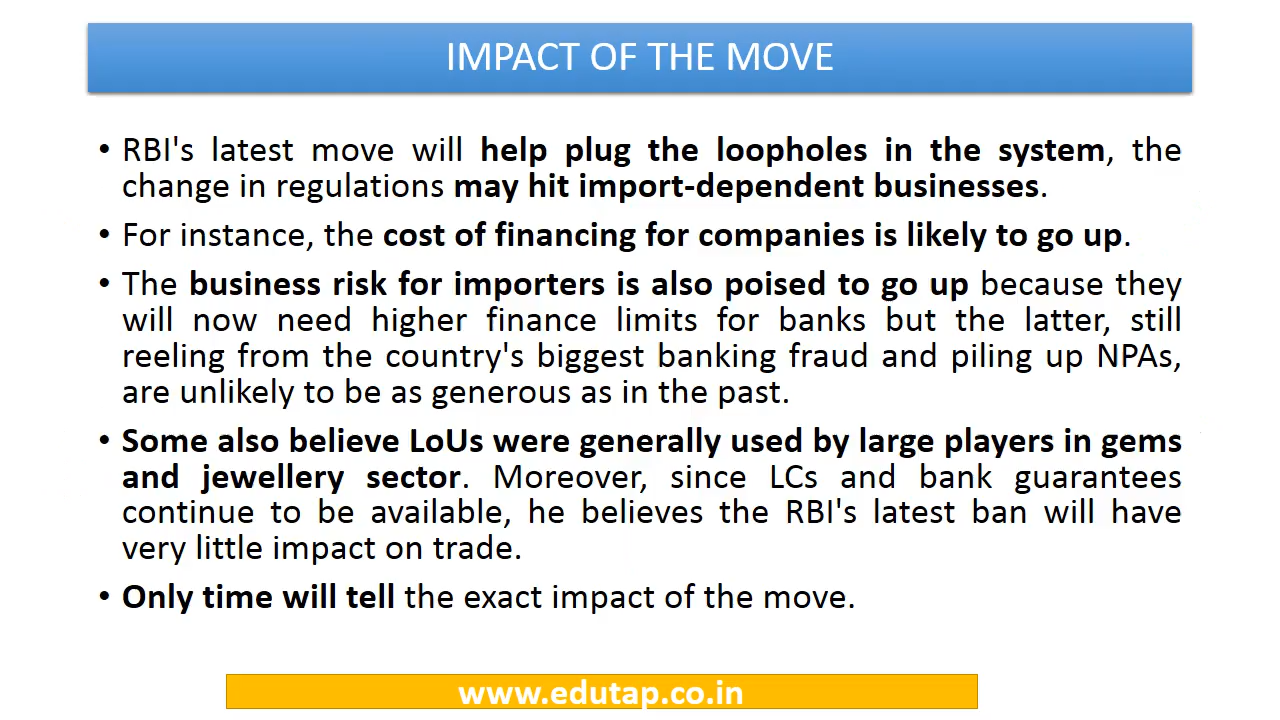 IMPACT OF THE MOVE
• RBI's latest move will help plug the loopholes in the system, the
change in regulations may hit import-dependent businesses.
• For instance, the cost of financing for companies is likely to go up.
• The business risk for importers is also poised to go up because they
will now need higher finance limits for banks but the latter, still
reeling from the country's biggest banking fraud and piling up NPAs,
are unlikely to be as generous as in the past.
• Some also believe LoUs were generally used by large players in gems
and jewellery sector. Moreover, since LCs and bank guarantees
continue to be available, he believes the RBI's latest ban will have
very little impact on trade.
• Only time will tell the exact impact of the move.
www.edutap.co.in